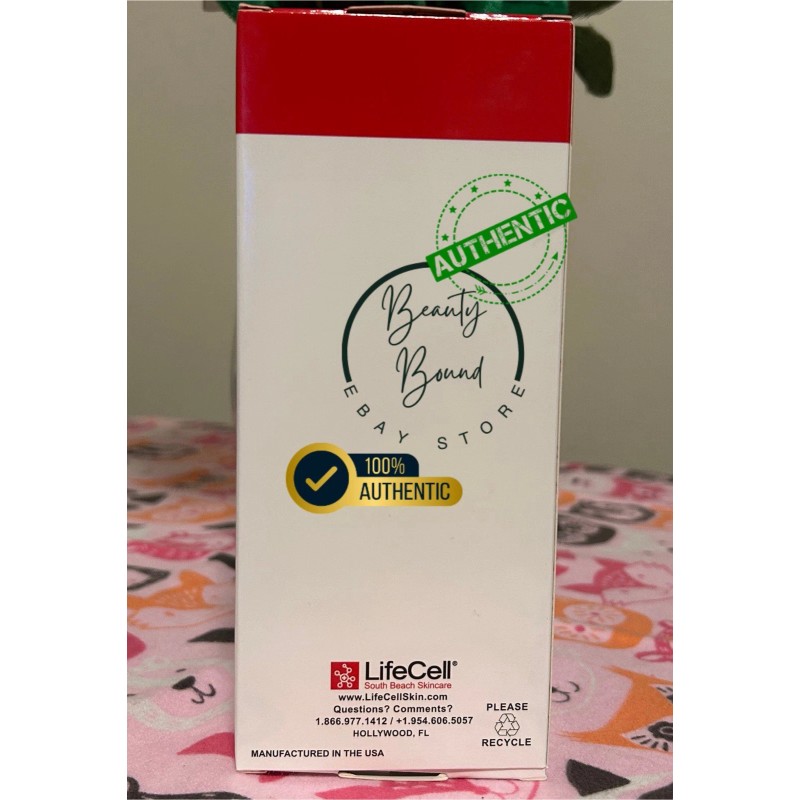 AUTHENTIC
Beauty
Bound
EBAY STORE
100%
AUTHENTIC
LifeCell®
South Beach Skincare
www.LifeCellSkin.com
Questions? Comments?
1.866.977.1412 / +1.954.606.5057
HOLLYWOOD, FL
PLEASE
RECYCLE
MANUFACTURED IN THE USA